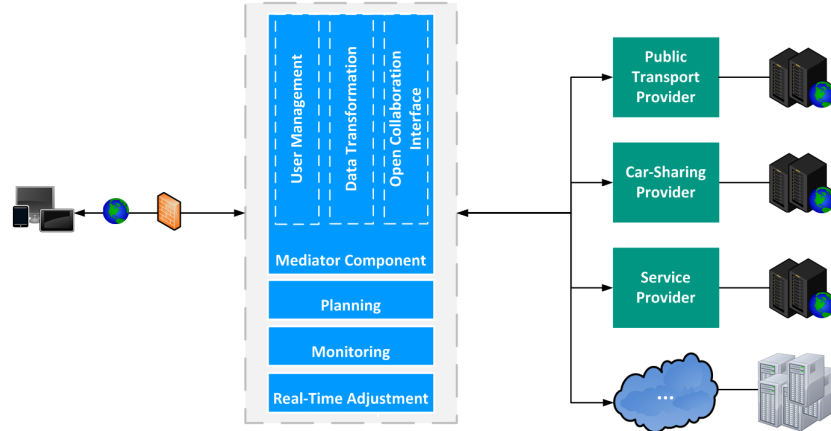 User Management
Data Transformation
Open Collaboration
Interface
Mediator Component
Planning
Monitoring
Real-Time Adjustment
Public
Transport
Provider
Car-Sharing
Provider
Service
Provider
...